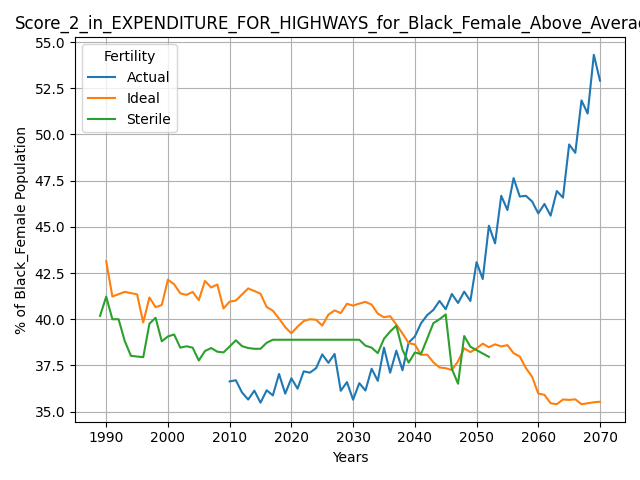 Score_2_in_EXPENDITURE_FOR_HIGHWAYS_for_Black_Female_Above_Avera
55.0
52.5
50.0
47.5
45.0
42.5
40.0
37.5
35.0
% of Black_Female Population
Fertility
Actual
Ideal
Sterile
1990 2000 2010 2020 2030 2040 2050 2060 2070
Years